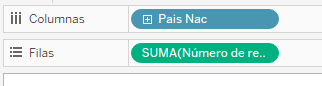 Columnas
Pais Nac
Filas
SUMA(Número de re..